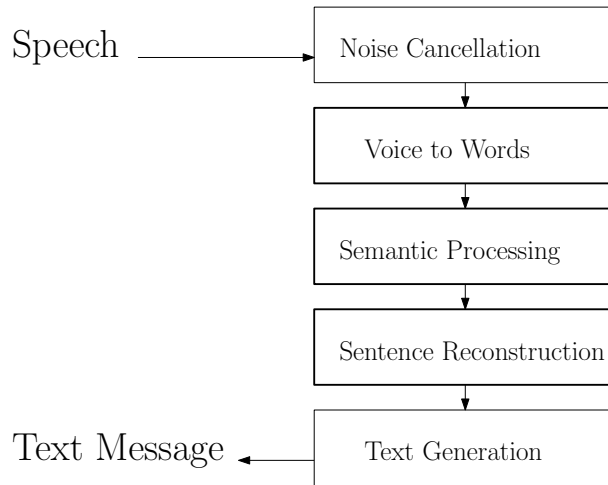 Speech
Noise Cancellation
Voice to Words
Semantic Processing
Sentence Reconstruction
Text Message
Text Generation